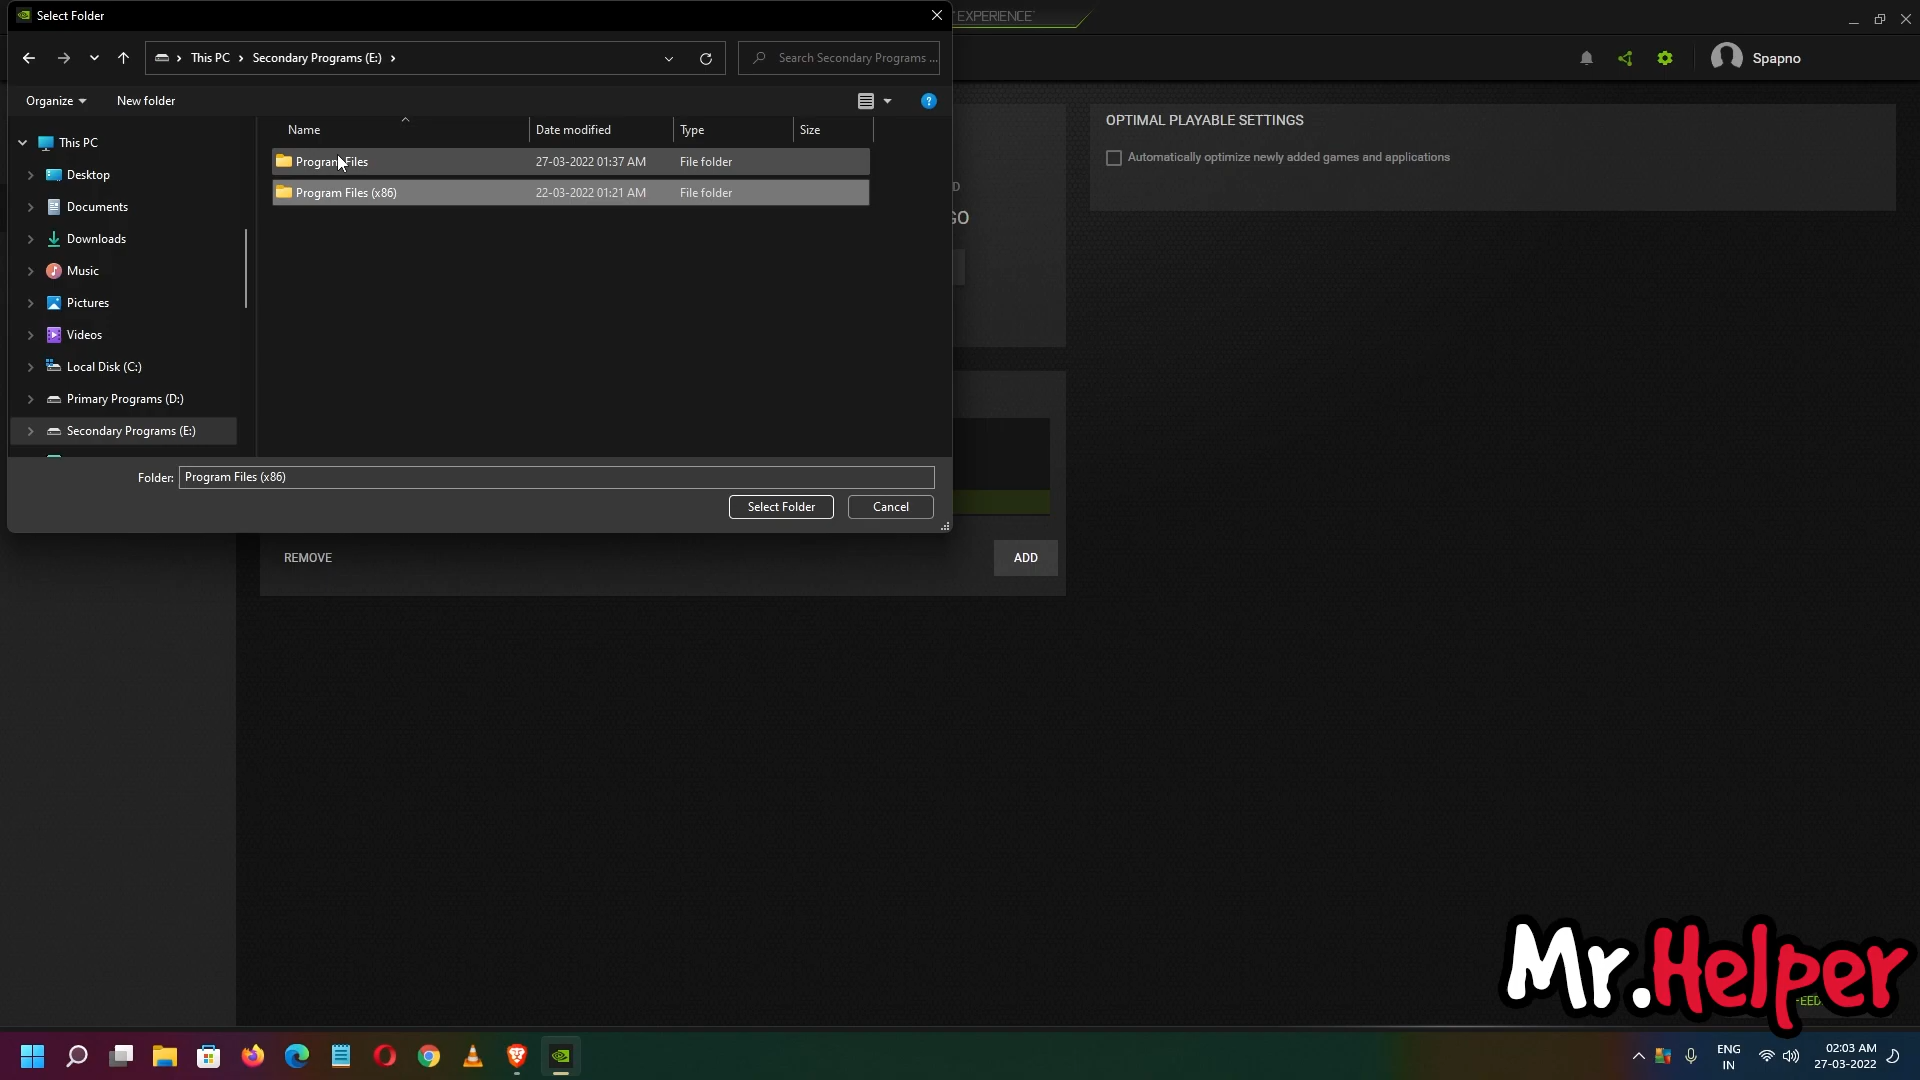 Select Folder
EXPERIENCE
This PC
Secondary Programs (E:)
Search Secondary Programs ...
Spapno
Organize
New folder
Name
Date modified
Type
Size
OPTIMAL PLAYABLE SETTINGS
Automatically optimize newly added games and applications
This PC
Desktop
Documents
Downloads
Music
Pictures
Videos
Local Disk (C:)
Primary Programs (D:)
Secondary Programs (E:)
Program Files
27-03-2022 01:37 AM
File folder
Program Files (x86)
22-03-2022 01:21 AM
File folder
D
GO
Folder:
Program Files (x86)
Select Folder
Cancel
REMOVE
ADD
Mr.Helper
ENG
IN
02:03 AM
27-03-2022